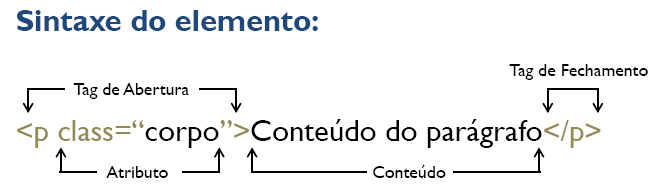 Sintaxe do elemento:
Tag de Fechamento
Tag de Abertura
<p class=“corpo”>Conteúdo do parágrafo</p>
Atributo
Conteúdo